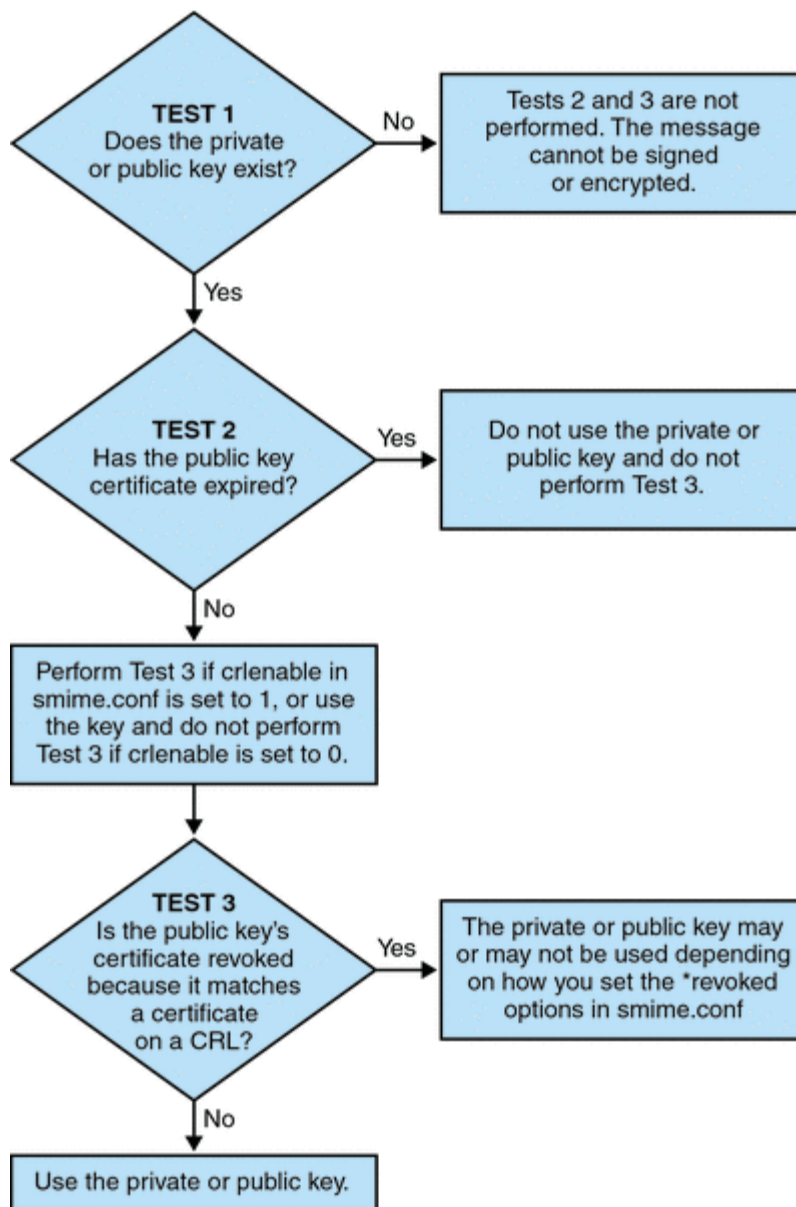 TEST 1
Does the private
or public key exist?
No
Tests 2 and 3 are not
performed. The message
cannot be signed
or encrypted.
Yes
TEST 2
Has the public key
certificate expired?
Yes
Do not use the private or
public key and do not
perform Test 3.
No
Perform Test 3 if crlenable in
smime.conf is set to 1, or use
the key and do not perform
Test 3 if crlenable is set to 0.
TEST 3
Is the public key's
certificate revoked
because it matches
a certificate
on a CRL?
Yes
The private or public key may
or may not be used depending
on how you set the *revoked
options in smime.conf
No
Use the private or public key.